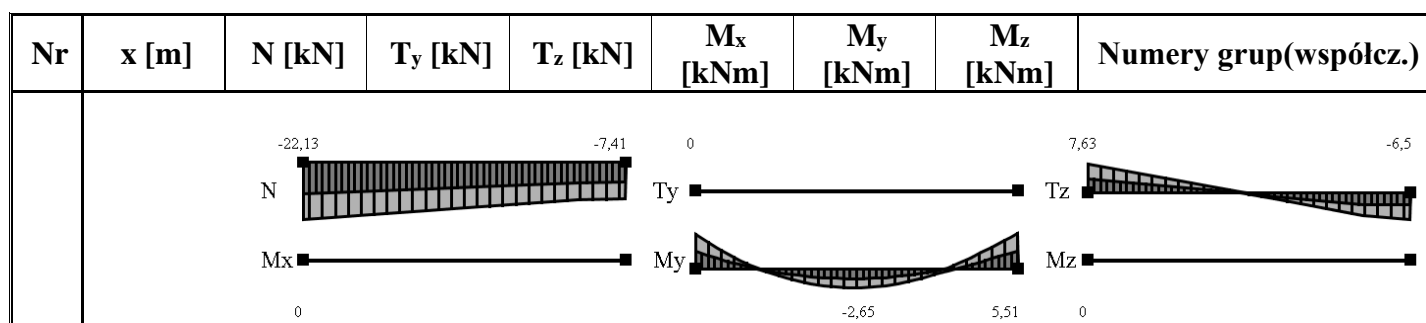 Nr x [m] N [kN] Ty [kN] Tz [kN] Mx [kNm] My [kNm] Mz [kNm] Numery grup(współcz.)
-22,13 -7,41 0 7,63 -6,5
N Ty Tz
Mx My Mz
0 -2,65 5,51 0